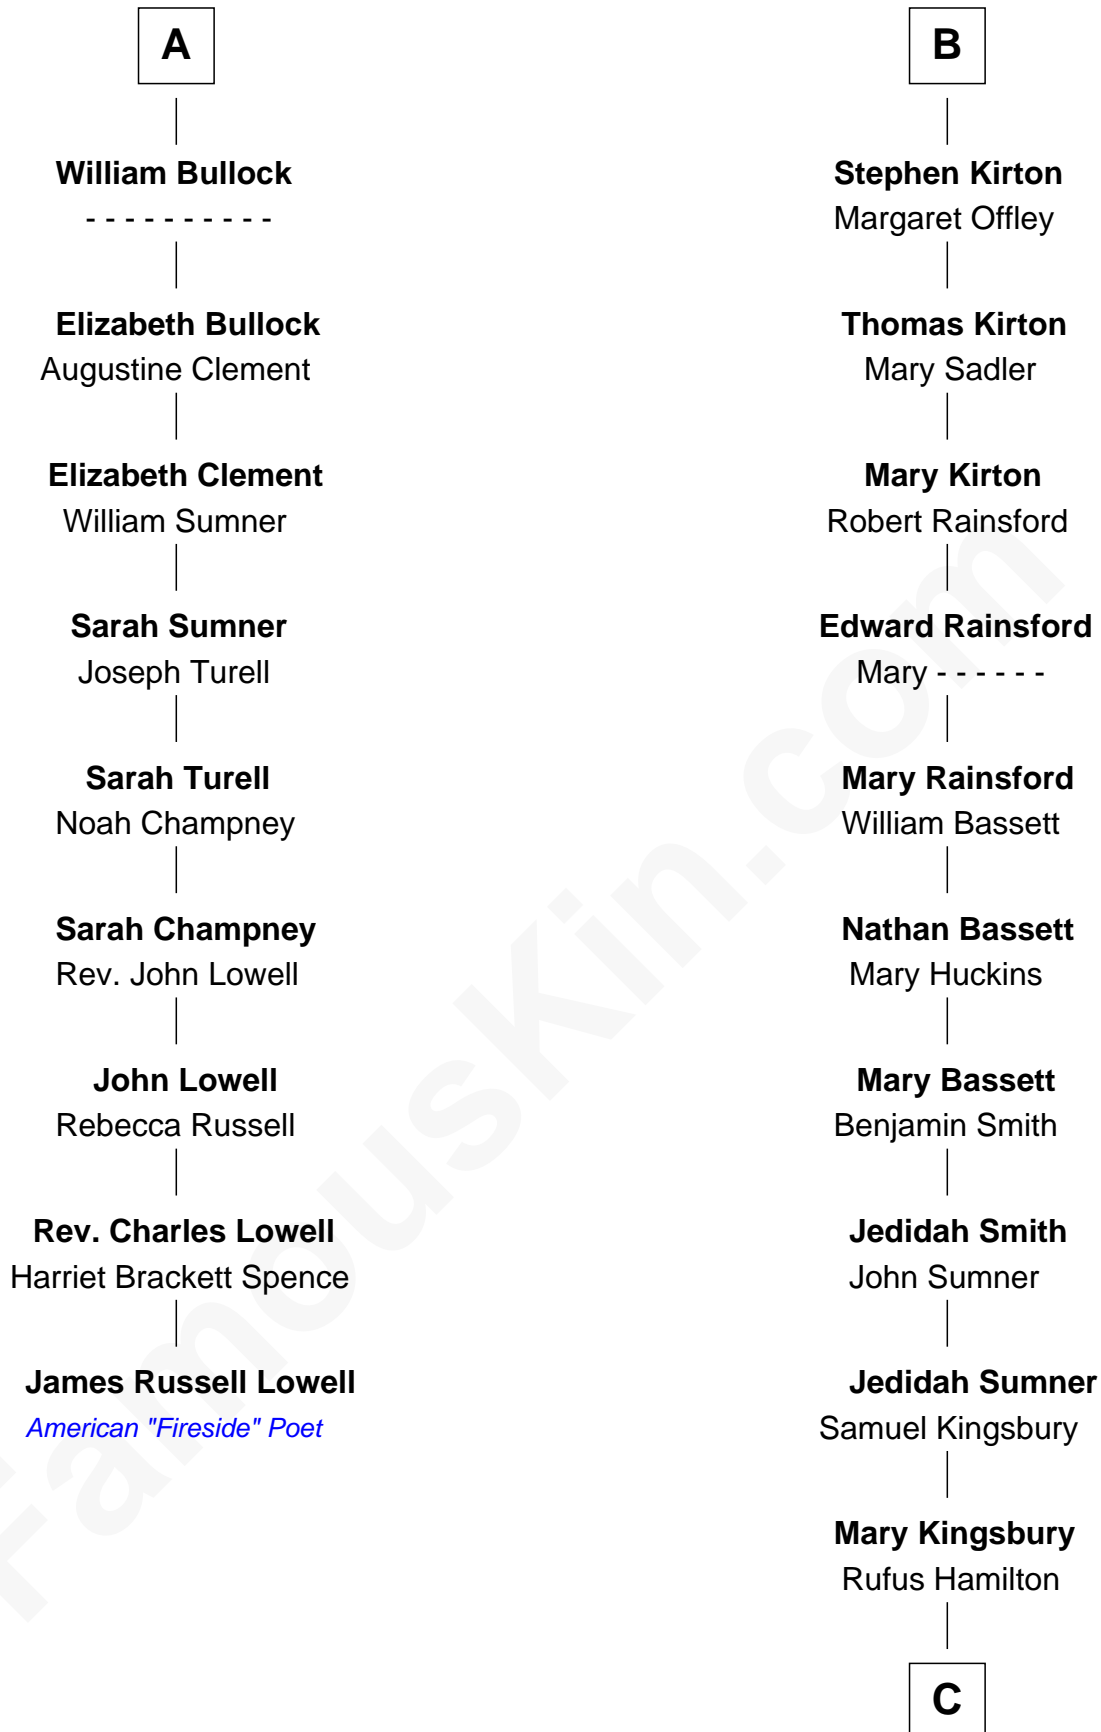 A
William Bullock
- - - - - - - - - -
Elizabeth Bullock
Augustine Clement
Elizabeth Clement
William Sumner
Sarah Sumner
Joseph Turell
Sarah Turell
Noah Champney
Sarah Champney
Rev. John Lowell
John Lowell
Rebecca Russell
Rev. Charles Lowell
Harriet Brackett Spence
James Russell Lowell
American "Fireside" Poet
B
Stephen Kirton
Margaret Offley
Thomas Kirton
Mary Sadler
Mary Kirton
Robert Rainsford
Edward Rainsford
Mary - - - - - -
Mary Rainsford
William Bassett
Nathan Bassett
Mary Huckins
Mary Bassett
Benjamin Smith
Jedidah Smith
John Sumner
Jedidah Sumner
Samuel Kingsbury
Mary Kingsbury
Rufus Hamilton
C
FamousKin.com